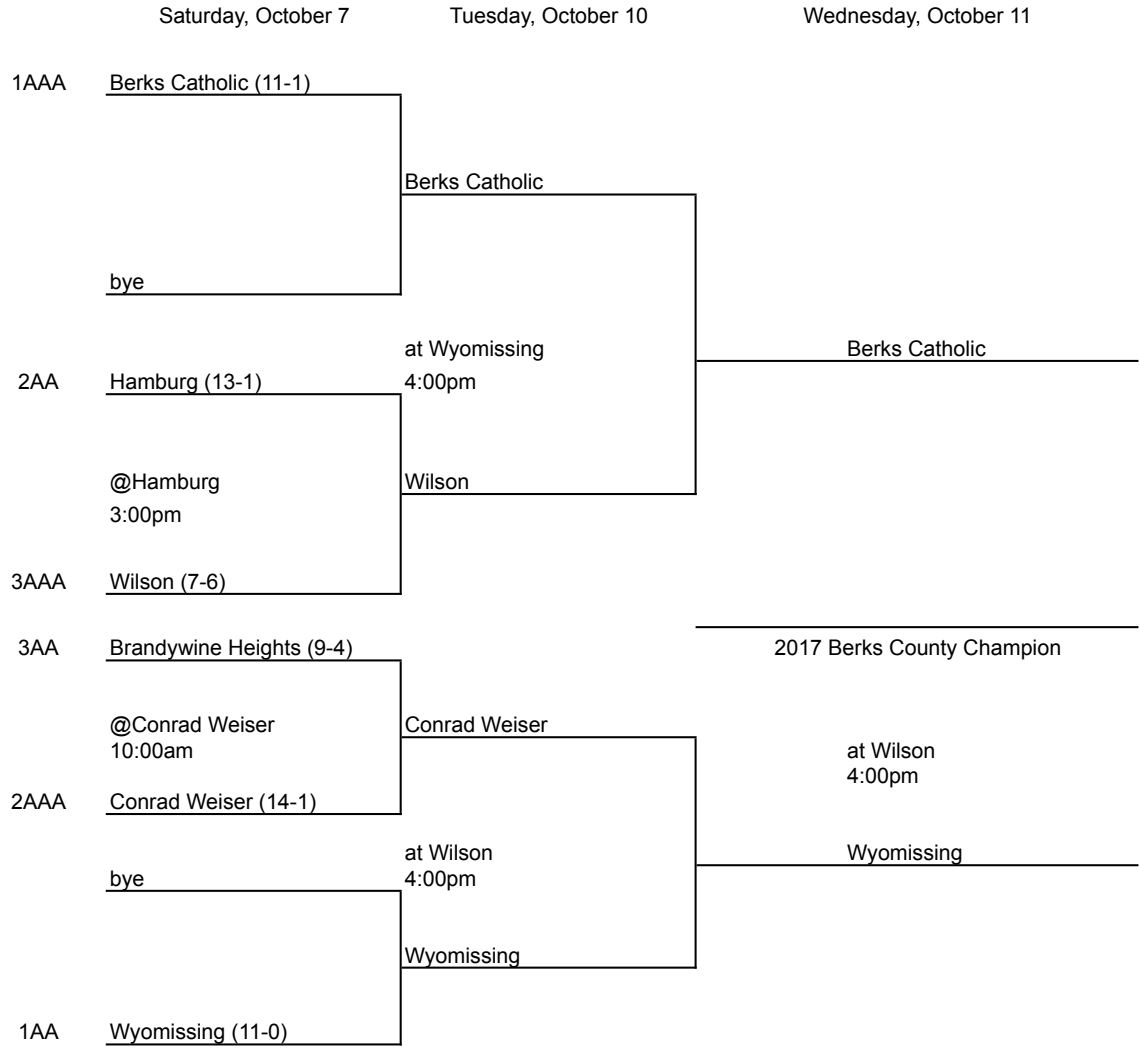 Saturday, October 7 Tuesday, October 10 Wednesday, October 11
1AAA Berks Catholic (11-1)
Berks Catholic
bye
at Wyomissing Berks Catholic
2AA Hamburg (13-1) 4:00pm
@Hamburg Wilson
3:00pm
3AAA Wilson (7-6)
3AA Brandywine Heights (9-4) 2017 Berks County Champion
@Conrad Weiser Conrad Weiser
10:00am at Wilson
4:00pm
2AAA Conrad Weiser (14-1)
at Wilson Wyomissing
bye 4:00pm
Wyomissing
1AA Wyomissing (11-0)